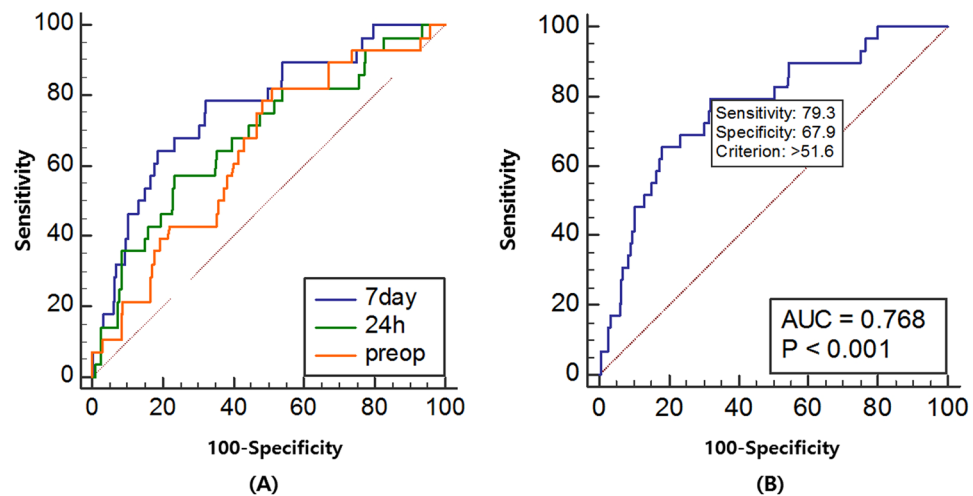 100
80
60
40
20
0
Sensitivity
0 20 40 60 80 100
100-Specificity
7day
24h
preop
(A)
100
80
60
40
20
0
Sensitivity
0 20 40 60 80 100
100-Specificity
Sensitivity: 79.3
Specificity: 67.9
Criterion: >51.6
AUC = 0.768
P < 0.001
(B)